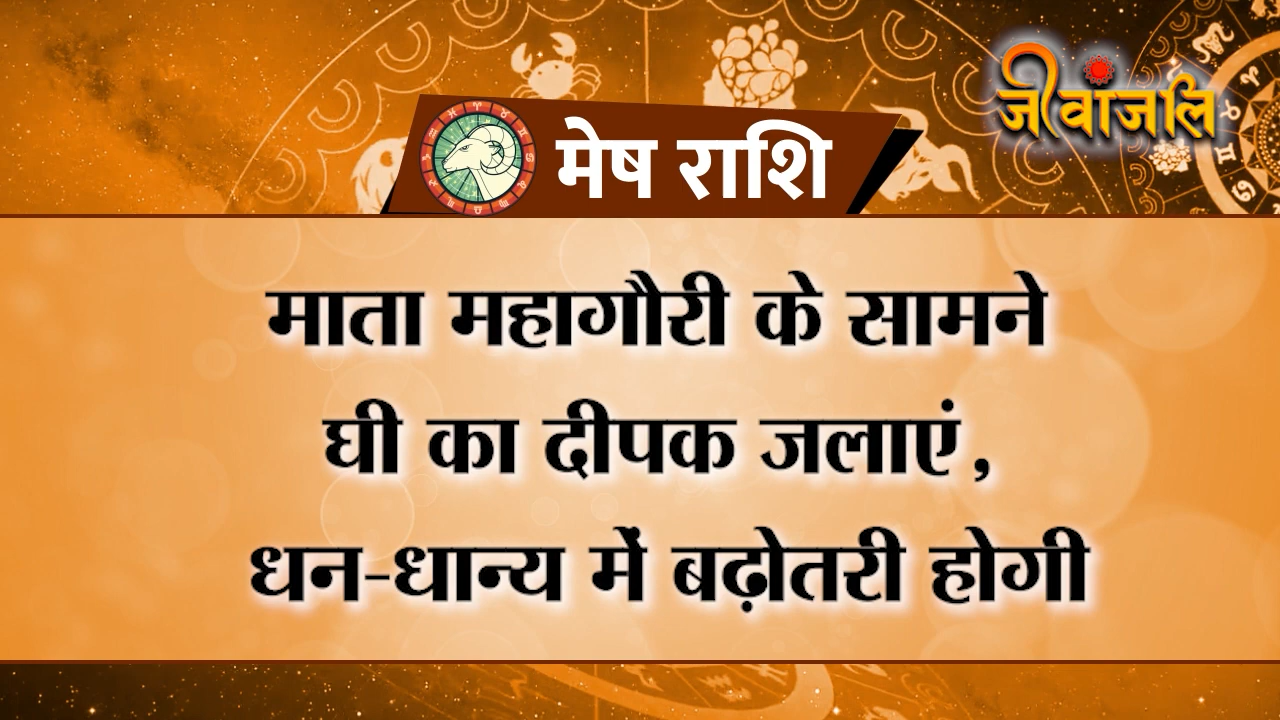 जीवांजलि
मेष राशि
माता महागौरी के सामने
घी का दीपक जलाएं,
धन-धान्य में बढ़ोतरी होगी